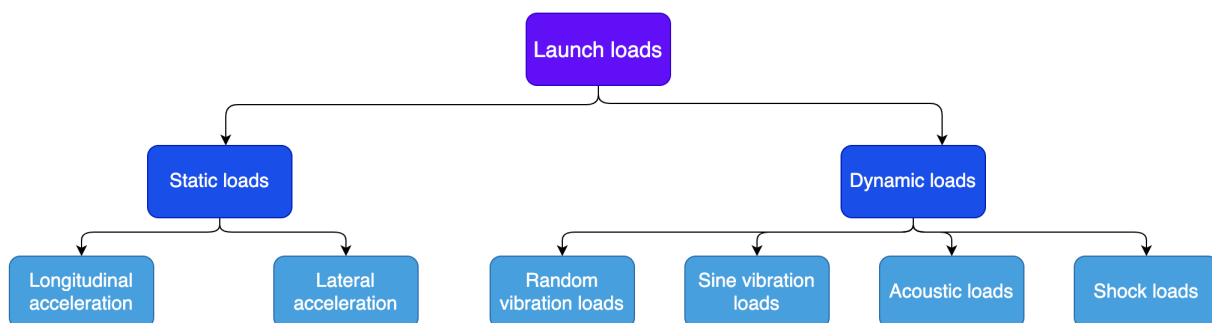 Launch loads
Static loads
Dynamic loads
Longitudinal
acceleration
Lateral
acceleration
Random
vibration loads
Sine vibration
loads
Acoustic loads
Shock loads